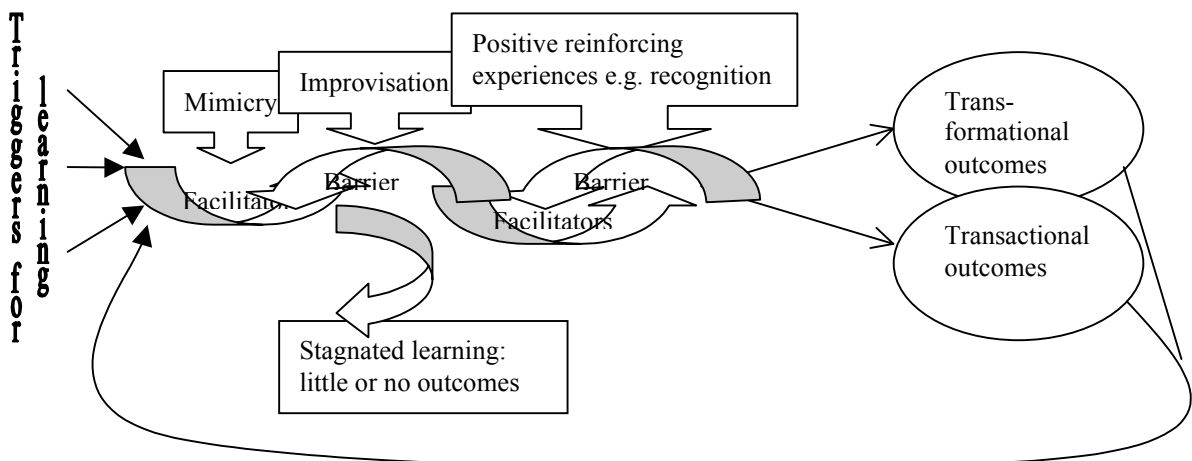 Triggers for
learning
Mimicry
Improvisation
Positive reinforcing
experiences e.g. recognition
Trans-
formational
outcomes
Facilitator
Barrier
Barrier
Facilitators
Transactional
outcomes
Stagnated learning:
little or no outcomes